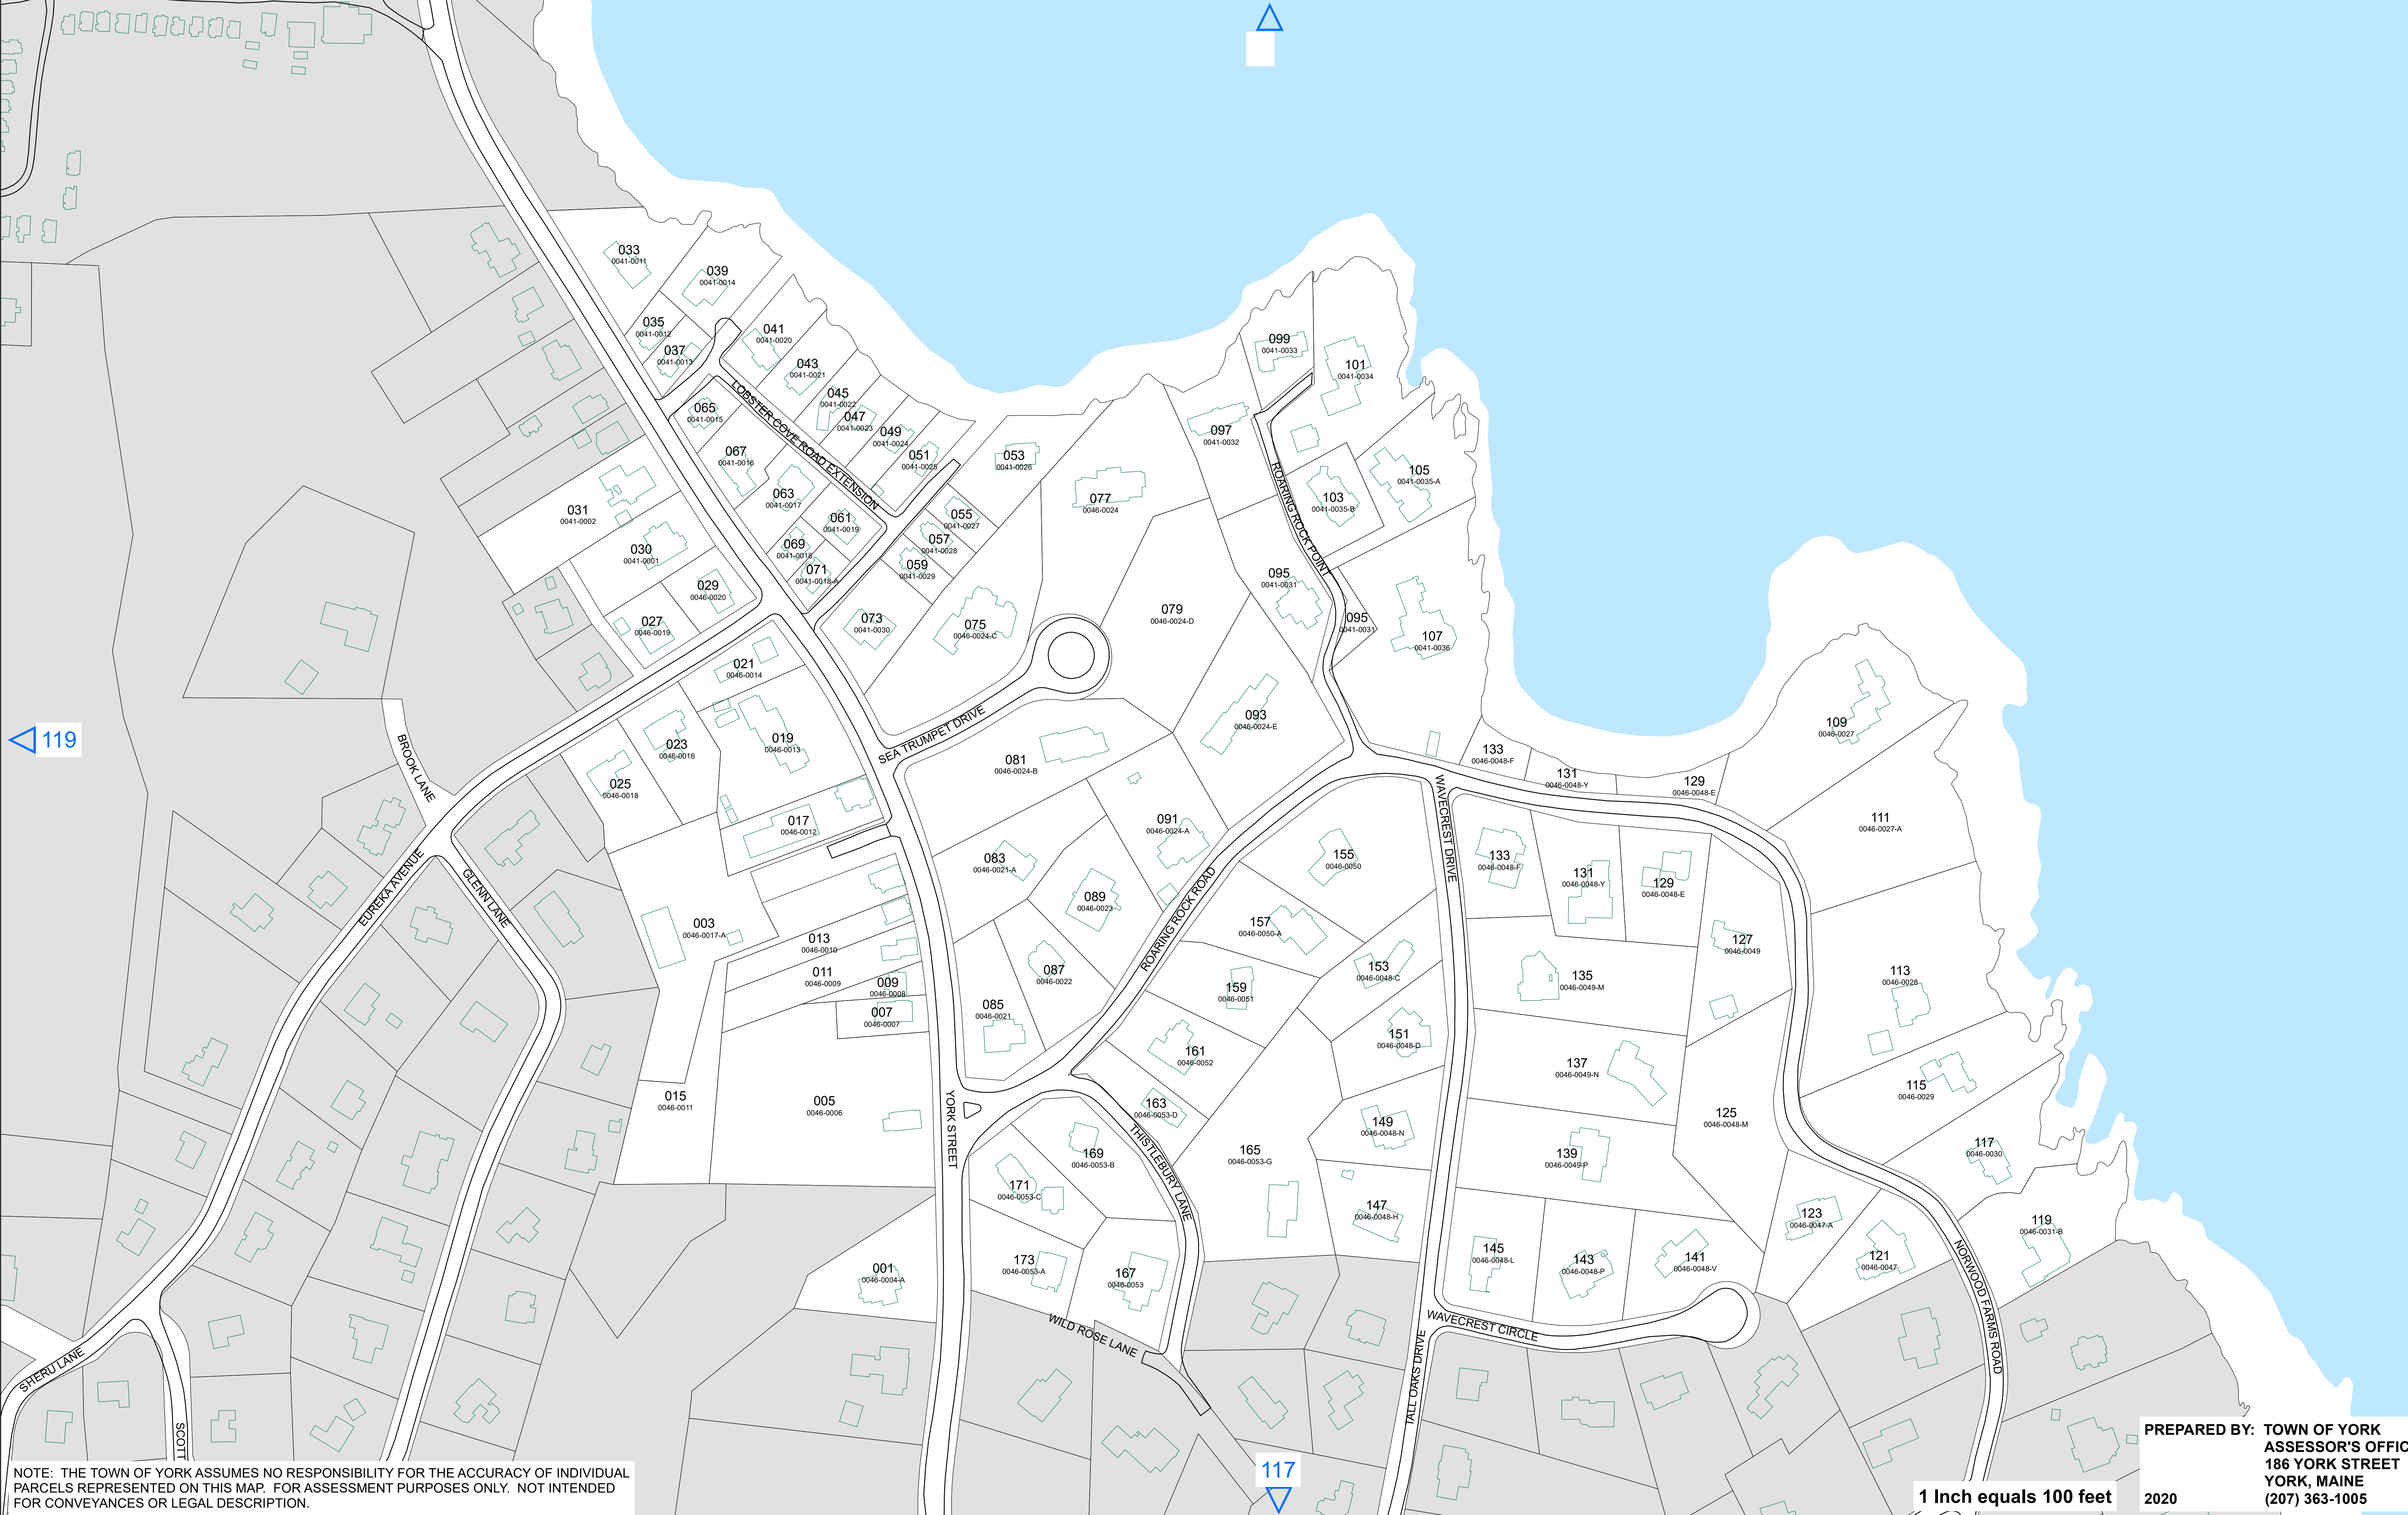 033
0041-0011
039
0041-0014
035
0041-0012
037
0041-0013
041
0041-0020
043
0041-0021
045
0041-0022
047
0041-0023
049
0041-0024
051
0041-0025
053
0041-0026
065
0041-0015
067
0041-0016
063
0041-0017
061
0041-0019
069
0041-0018
071
0041-0018-A
055
0041-0027
057
0041-0028
059
0041-0029
073
0041-0030
075
0046-0024-C
077
0046-0024
079
0046-0024-D
LOBSTER COVE ROAD EXTENSION
099
0041-0033
101
0041-0034
097
0041-0032
105
0041-0035-A
103
0041-0035-B
095
0041-0031
095
0041-0031
107
0041-0036
ROARING ROCK POINT
031
0041-0002
030
0041-0001
029
0046-0020
027
0046-0019
021
0046-0014
023
0046-0016
019
0046-0013
025
0046-0018
017
0046-0012
119
BROOK LANE
EUREKA AVENUE
GLENN LANE
SEA TRUMPET DRIVE
081
0046-0024-B
093
0046-0024-E
091
0046-0024-A
083
0046-0021-A
089
0046-0023
087
0046-0022
085
0046-0021
ROARING ROCK ROAD
133
0046-0048-F
131
0046-0048-Y
129
0046-0048-E
109
0046-0027
111
0046-0027-A
WAVECREST DRIVE
133
0046-0048-F
131
0046-0048-Y
129
0046-0048-E
127
0046-0049
155
0046-0050
157
0046-0050-A
153
0046-0048-C
159
0046-0051
151
0046-0048-D
161
0046-0052
163
0046-0053-D
165
0046-0053-G
149
0046-0048-N
147
0046-0048-H
135
0046-0049-M
137
0046-0049-N
139
0046-0049-P
125
0046-0048-M
113
0046-0028
115
0046-0029
117
0046-0030
119
0046-0031-B
123
0046-0047-A
121
0046-0047
145
0046-0048-L
143
0046-0048-P
141
0046-0048-V
003
0046-0017-A
013
0046-0010
011
0046-0009
009
0046-0008
007
0046-0007
015
0046-0011
005
0046-0006
001
0046-0004-A
YORK STREET
169
0046-0053-B
171
0046-0053-C
173
0046-0053-A
167
0046-0053
THISTLEBURY LANE
WILD ROSE LANE
WAVECREST CIRCLE
TALL OAKS DRIVE
NORWOOD FARMS ROAD
SHERU LANE
SCOTT
117
NOTE: THE TOWN OF YORK ASSUMES NO RESPONSIBILITY FOR THE ACCURACY OF INDIVIDUAL
PARCELS REPRESENTED ON THIS MAP. FOR ASSESSMENT PURPOSES ONLY. NOT INTENDED
FOR CONVEYANCES OR LEGAL DESCRIPTION.
1 Inch equals 100 feet
PREPARED BY: TOWN OF YORK
ASSESSOR'S OFFIC
186 YORK STREET
YORK, MAINE
2020 (207) 363-1005